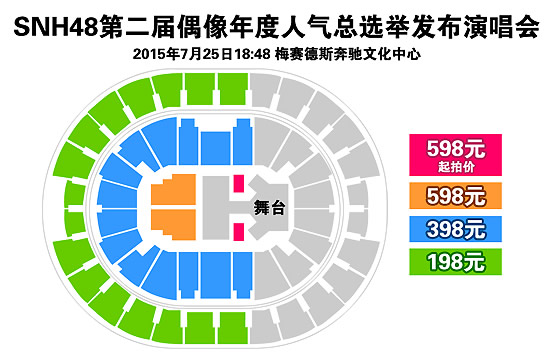 SNH48第二届偶像年度人气总选举发布演唱会
2015年7月25日18:48 梅赛德斯奔驰文化中心
舞台
598元
起拍价
598元
398元
198元